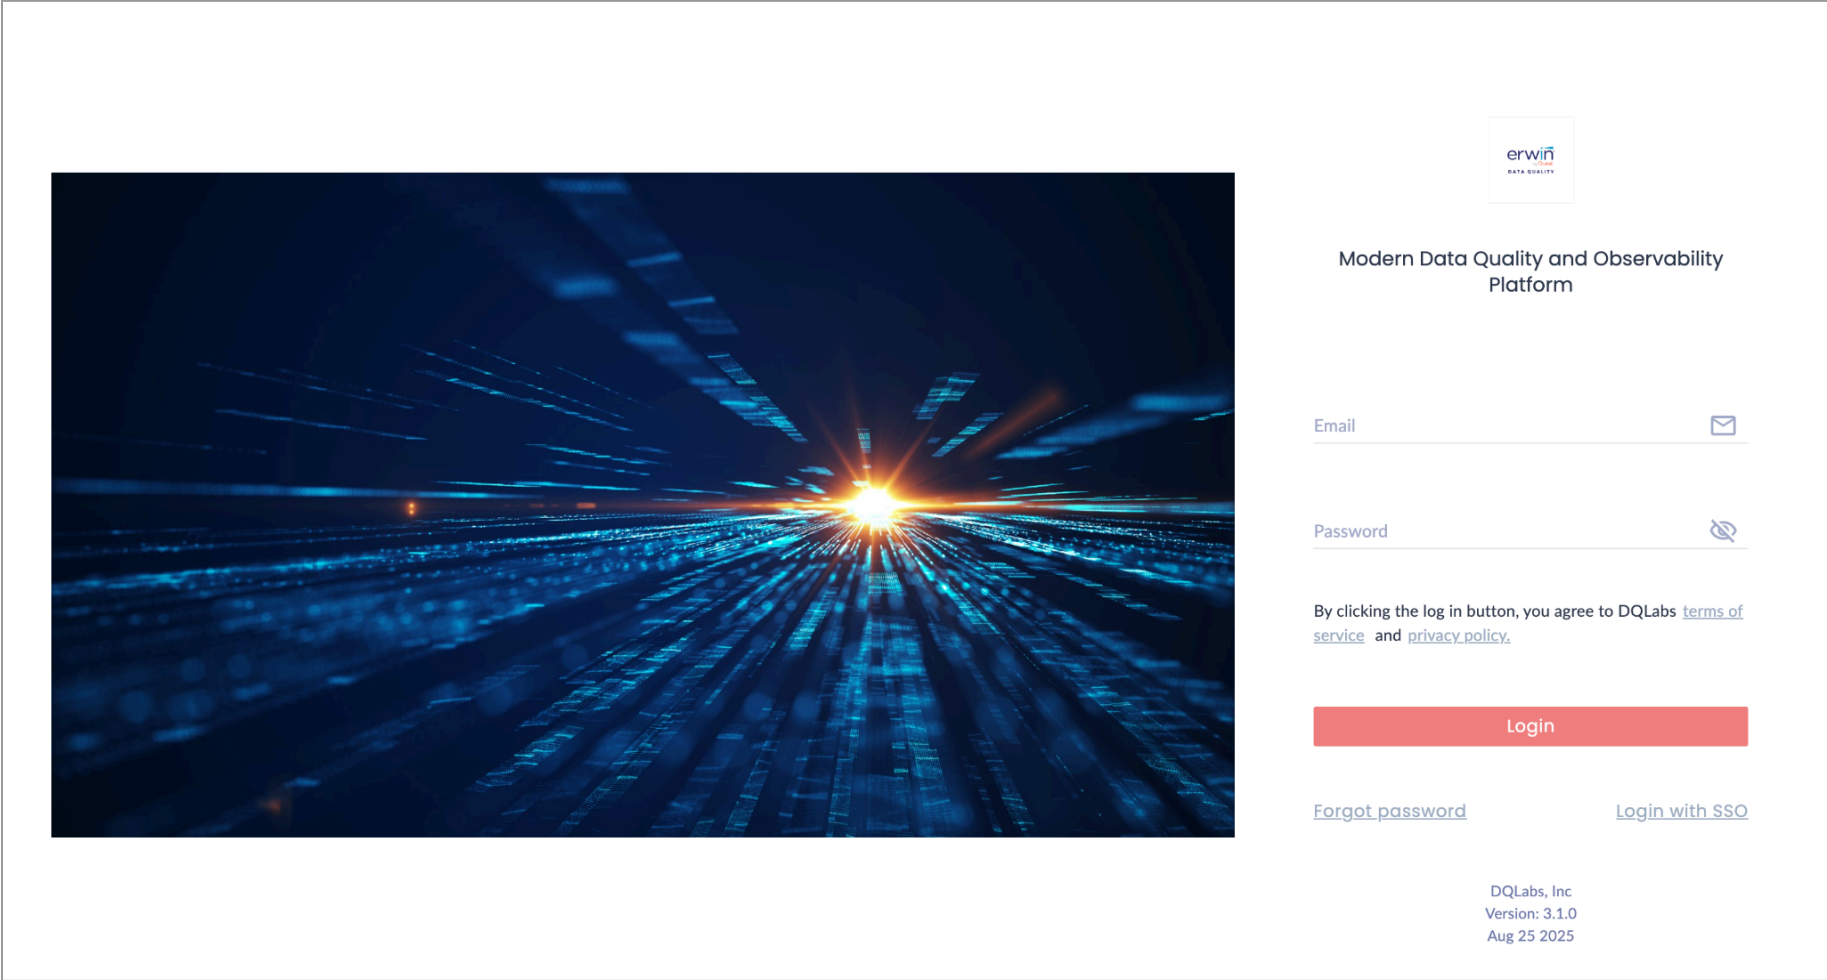 erwin
by Quest
DATA QUALITY
Modern Data Quality and Observability
Platform
Email
Password
By clicking the log in button, you agree to DQLabs terms of
service and privacy policy.
Login
Forgot password
Login with SSO
DQLabs, Inc
Version: 3.1.0
Aug 25 2025